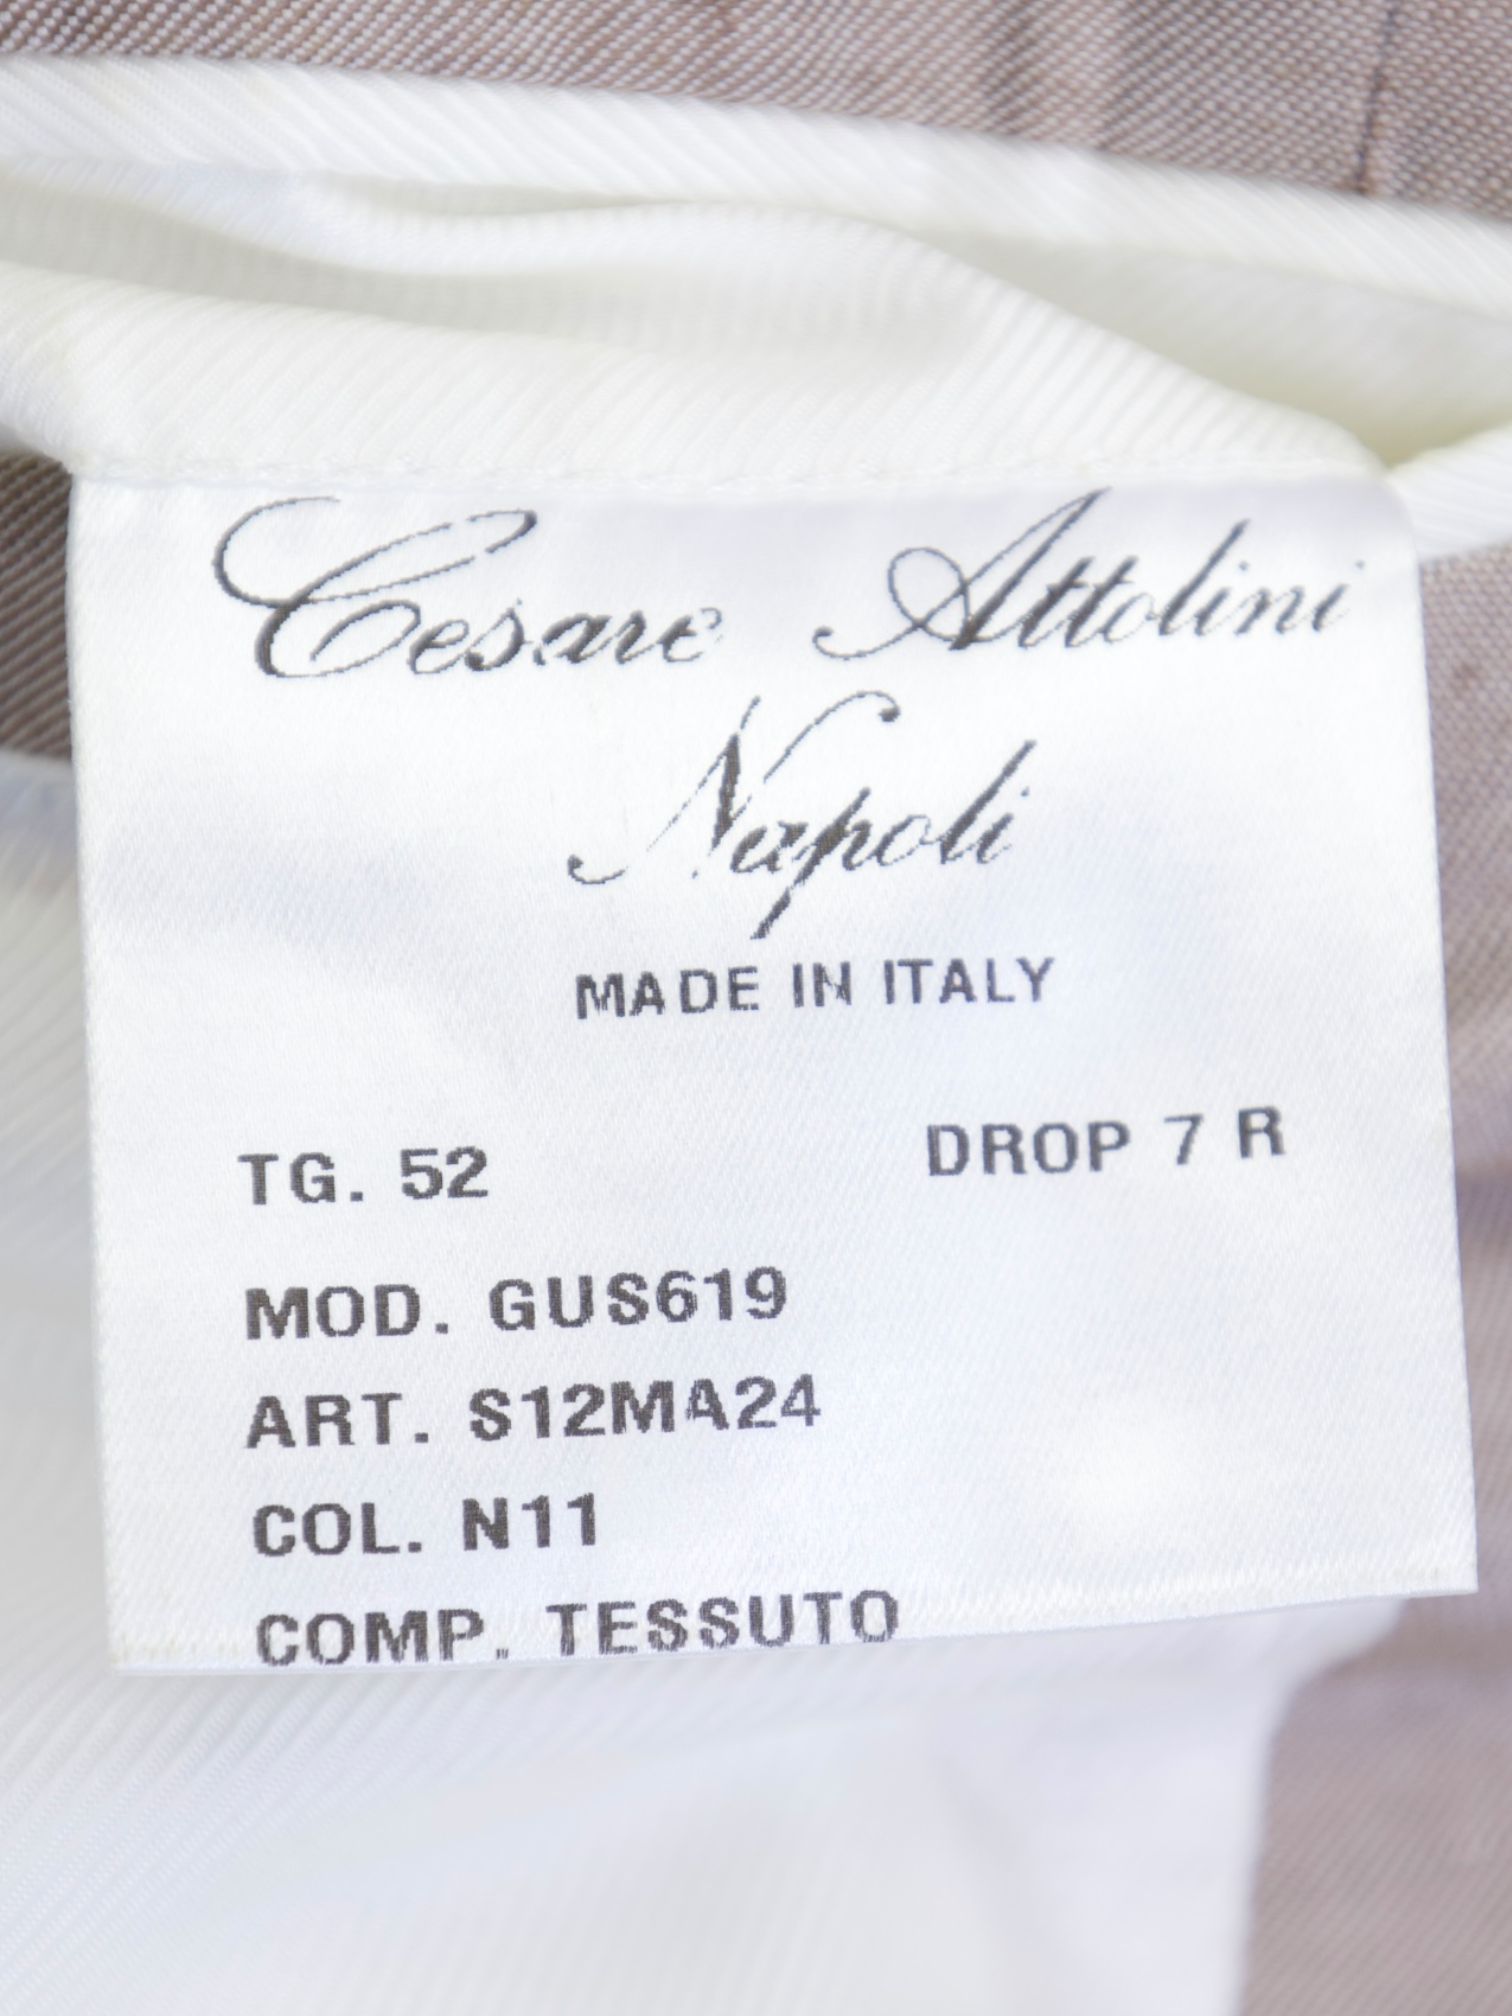 Cesare Attolini
Napoli
MADE IN ITALY
TG. 52 DROP 7 R
MOD. GUS619
ART. S12MA24
COL. N11
COMP. TESSUTO